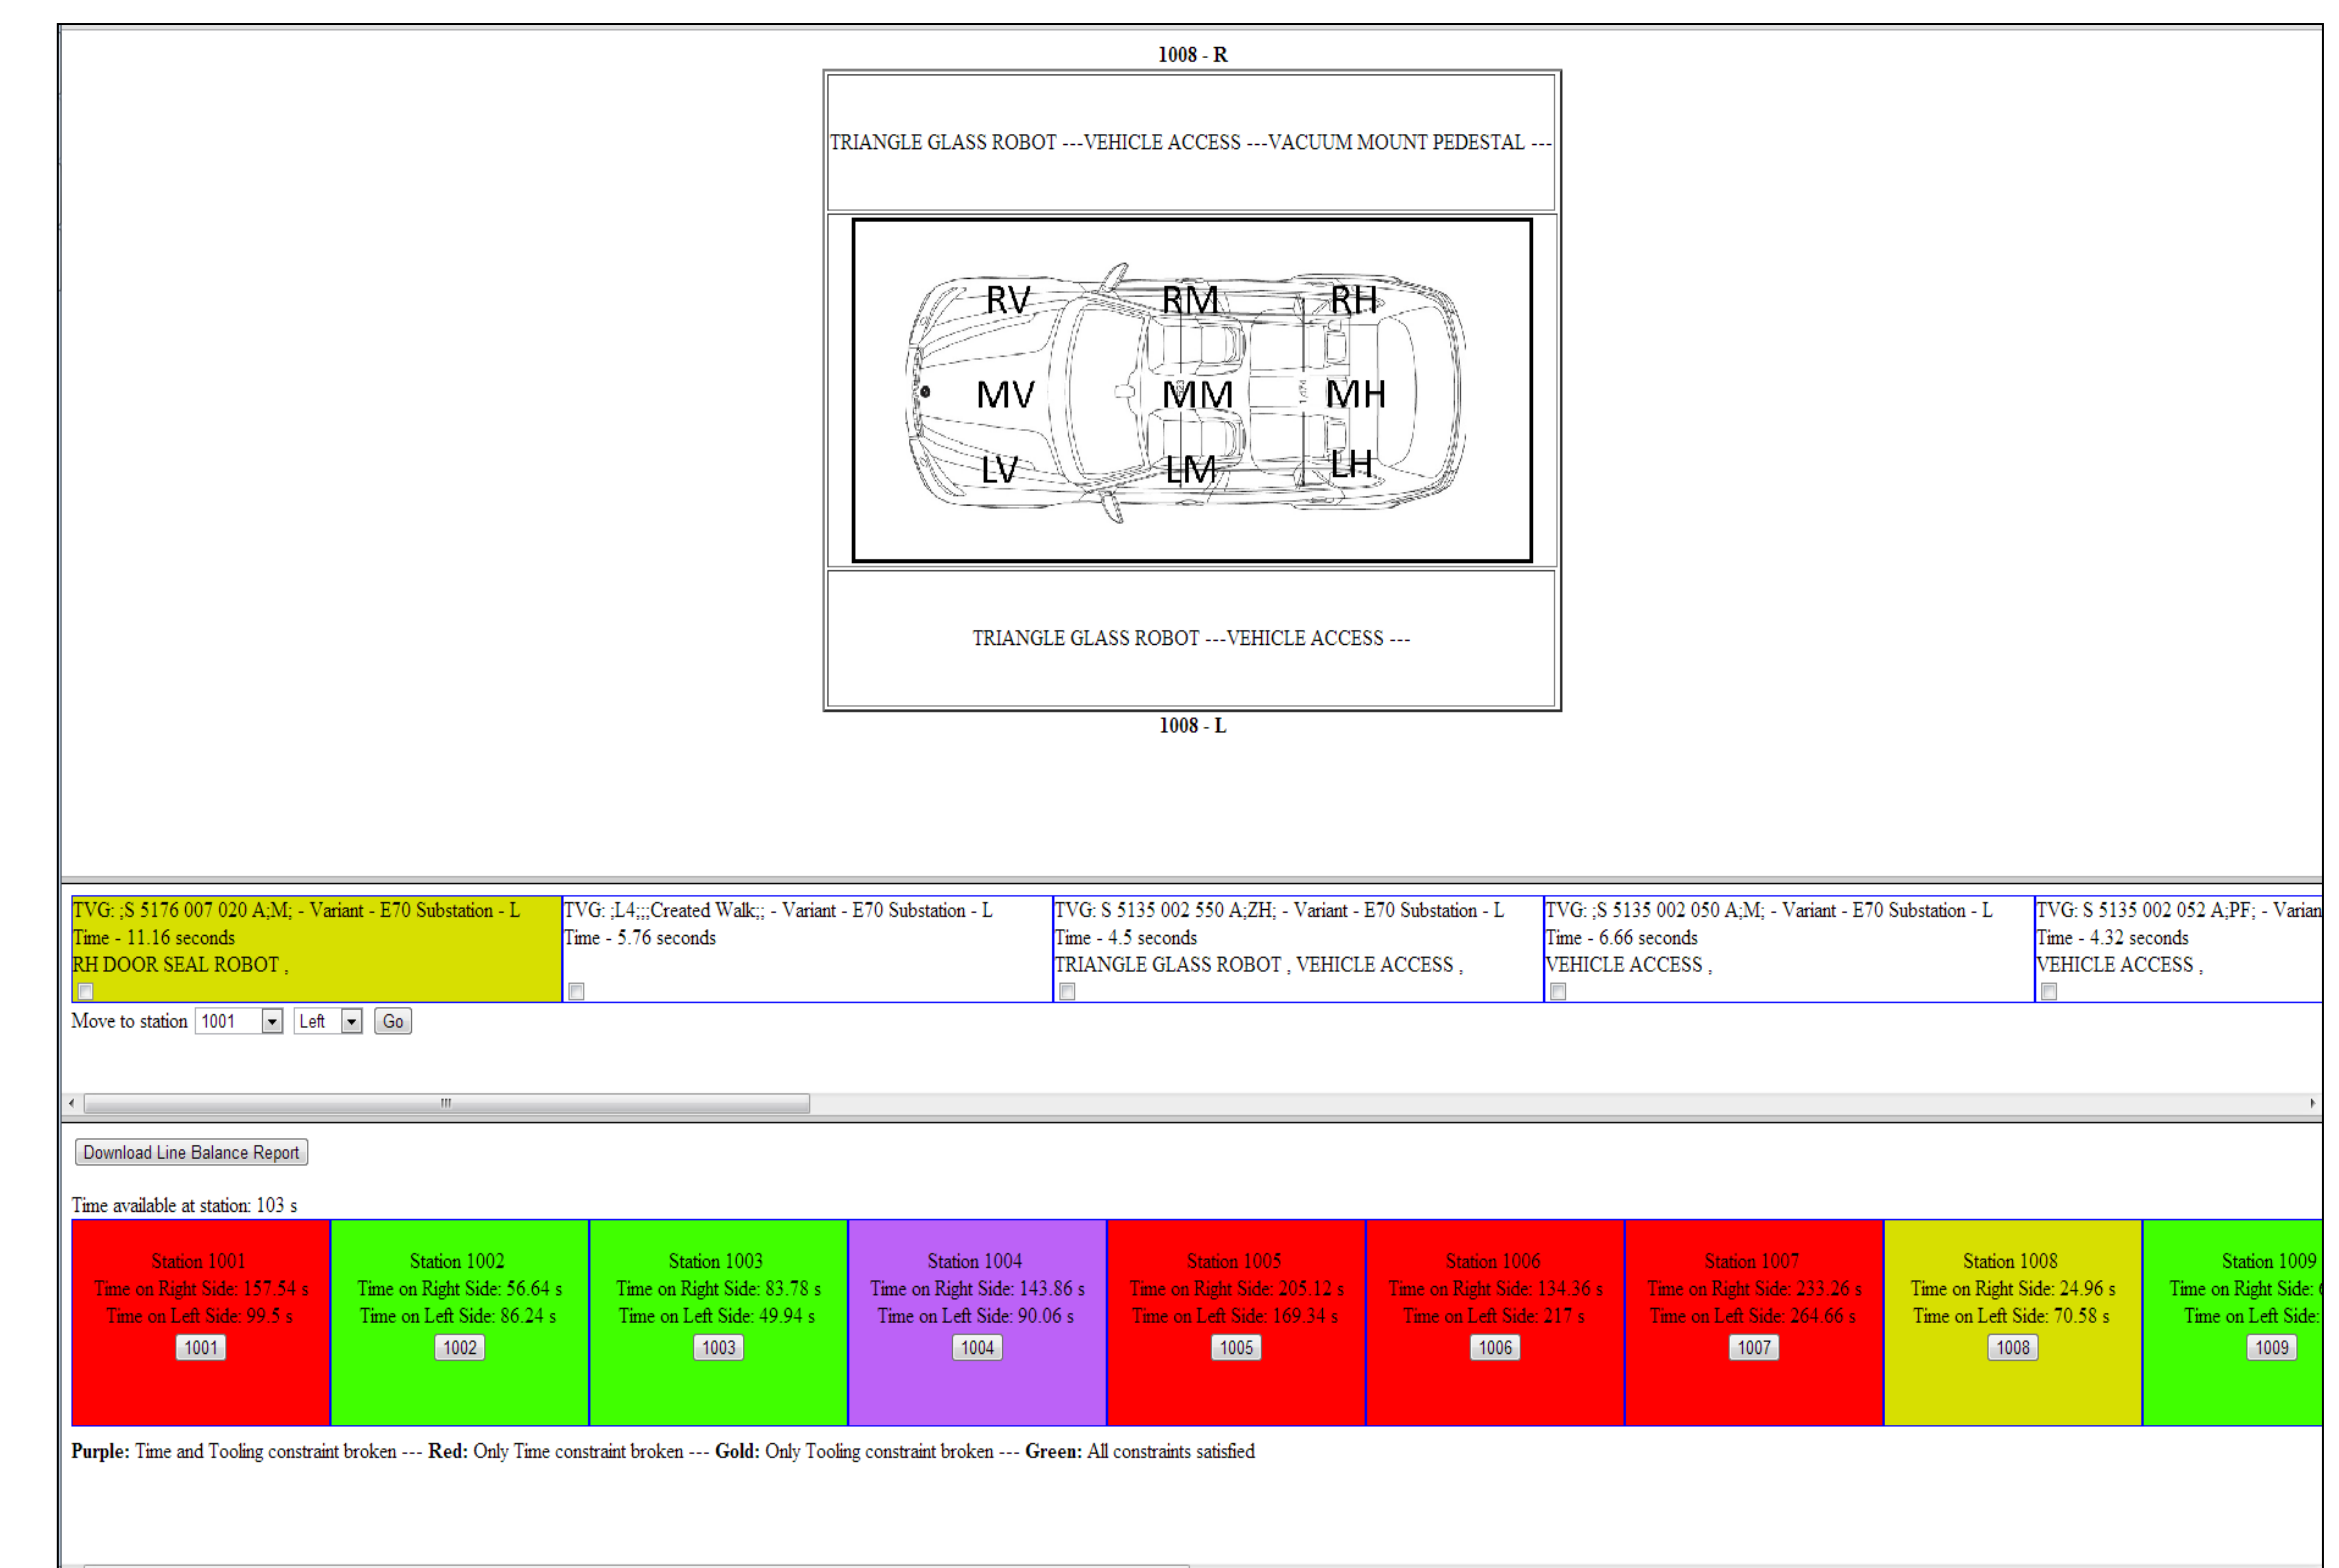 1008 - R
TRIANGLE GLASS ROBOT ---VEHICLE ACCESS ---VACUUM MOUNT PEDESTAL ---
RV RM RH
MV MM MH
LV LM LH
TRIANGLE GLASS ROBOT ---VEHICLE ACCESS ---
1008 - L
TVG: ;S 5176 007 020 A;M; - Variant - E70 Substation - L
Time - 11.16 seconds
RH DOOR SEAL ROBOT ,
TVG: ;L4;;;Created Walk;; - Variant - E70 Substation - L
Time - 5.76 seconds
TVG: S 5135 002 550 A;ZH; - Variant - E70 Substation - L
Time - 4.5 seconds
TRIANGLE GLASS ROBOT , VEHICLE ACCESS ,
TVG: ;S 5135 002 050 A;M; - Variant - E70 Substation - L
Time - 6.66 seconds
VEHICLE ACCESS ,
TVG: S 5135 002 052 A;PF; - Varian
Time - 4.32 seconds
VEHICLE ACCESS ,
Move to station 1001 Left Go
Download Line Balance Report
Time available at station: 103 s
Station 1001
Time on Right Side: 157.54 s
Time on Left Side: 99.5 s
1001
Station 1002
Time on Right Side: 56.64 s
Time on Left Side: 86.24 s
1002
Station 1003
Time on Right Side: 83.78 s
Time on Left Side: 49.94 s
1003
Station 1004
Time on Right Side: 143.86 s
Time on Left Side: 90.06 s
1004
Station 1005
Time on Right Side: 205.12 s
Time on Left Side: 169.34 s
1005
Station 1006
Time on Right Side: 134.36 s
Time on Left Side: 217 s
1006
Station 1007
Time on Right Side: 233.26 s
Time on Left Side: 264.66 s
1007
Station 1008
Time on Right Side: 24.96 s
Time on Left Side: 70.58 s
1008
Station 1009
Time on Right Side:
Time on Left Side:
1009
Purple: Time and Tooling constraint broken --- Red: Only Time constraint broken --- Gold: Only Tooling constraint broken --- Green: All constraints satisfied